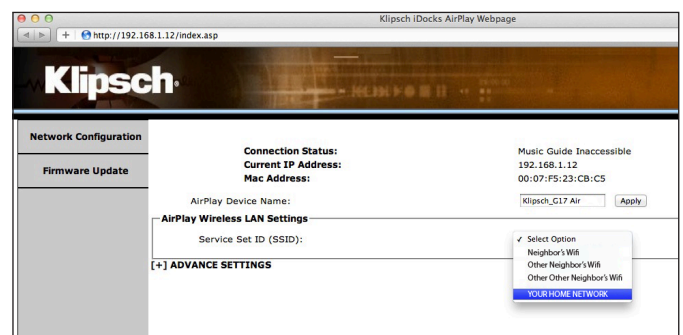 Klipsch iDocks AirPlay Webpage
http://192.168.1.12/index.asp
Klipsch
Network Configuration
Firmware Update
Connection Status: Music Guide Inaccessible
Current IP Address: 192.168.1.12
Mac Address: 00:07:F5:23:CB:C5
AirPlay Device Name: Klipsch_G17 Air Apply
AirPlay Wireless LAN Settings
Service Set ID (SSID): ✓ Select Option
Neighbor's Wifi
Other Neighbor's Wifi
Other Other Neighbor's Wifi
YOUR HOME NETWORK
[+] ADVANCE SETTINGS